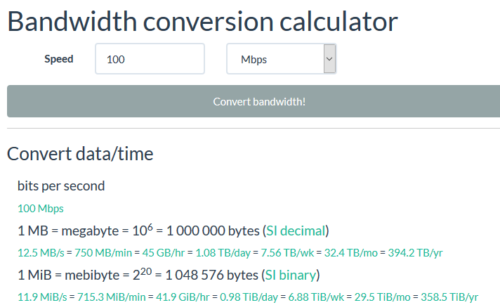 Bandwidth conversion calculator
Speed 100 Mbps
Convert bandwidth!
Convert data/time
bits per second
100 Mbps
1 MB = megabyte = 10⁶ = 1 000 000 bytes (SI decimal)
12.5 MB/s = 750 MB/min = 45 GB/hr = 1.08 TB/day = 7.56 TB/wk = 32.4 TB/mo = 394.2 TB/yr
1 MiB = mebibyte = 2²⁰ = 1 048 576 bytes (SI binary)
11.9 MiB/s = 715.3 MiB/min = 41.9 GiB/hr = 0.98 TiB/day = 6.88 TiB/wk = 29.5 TiB/mo = 358.5 TiB/yr